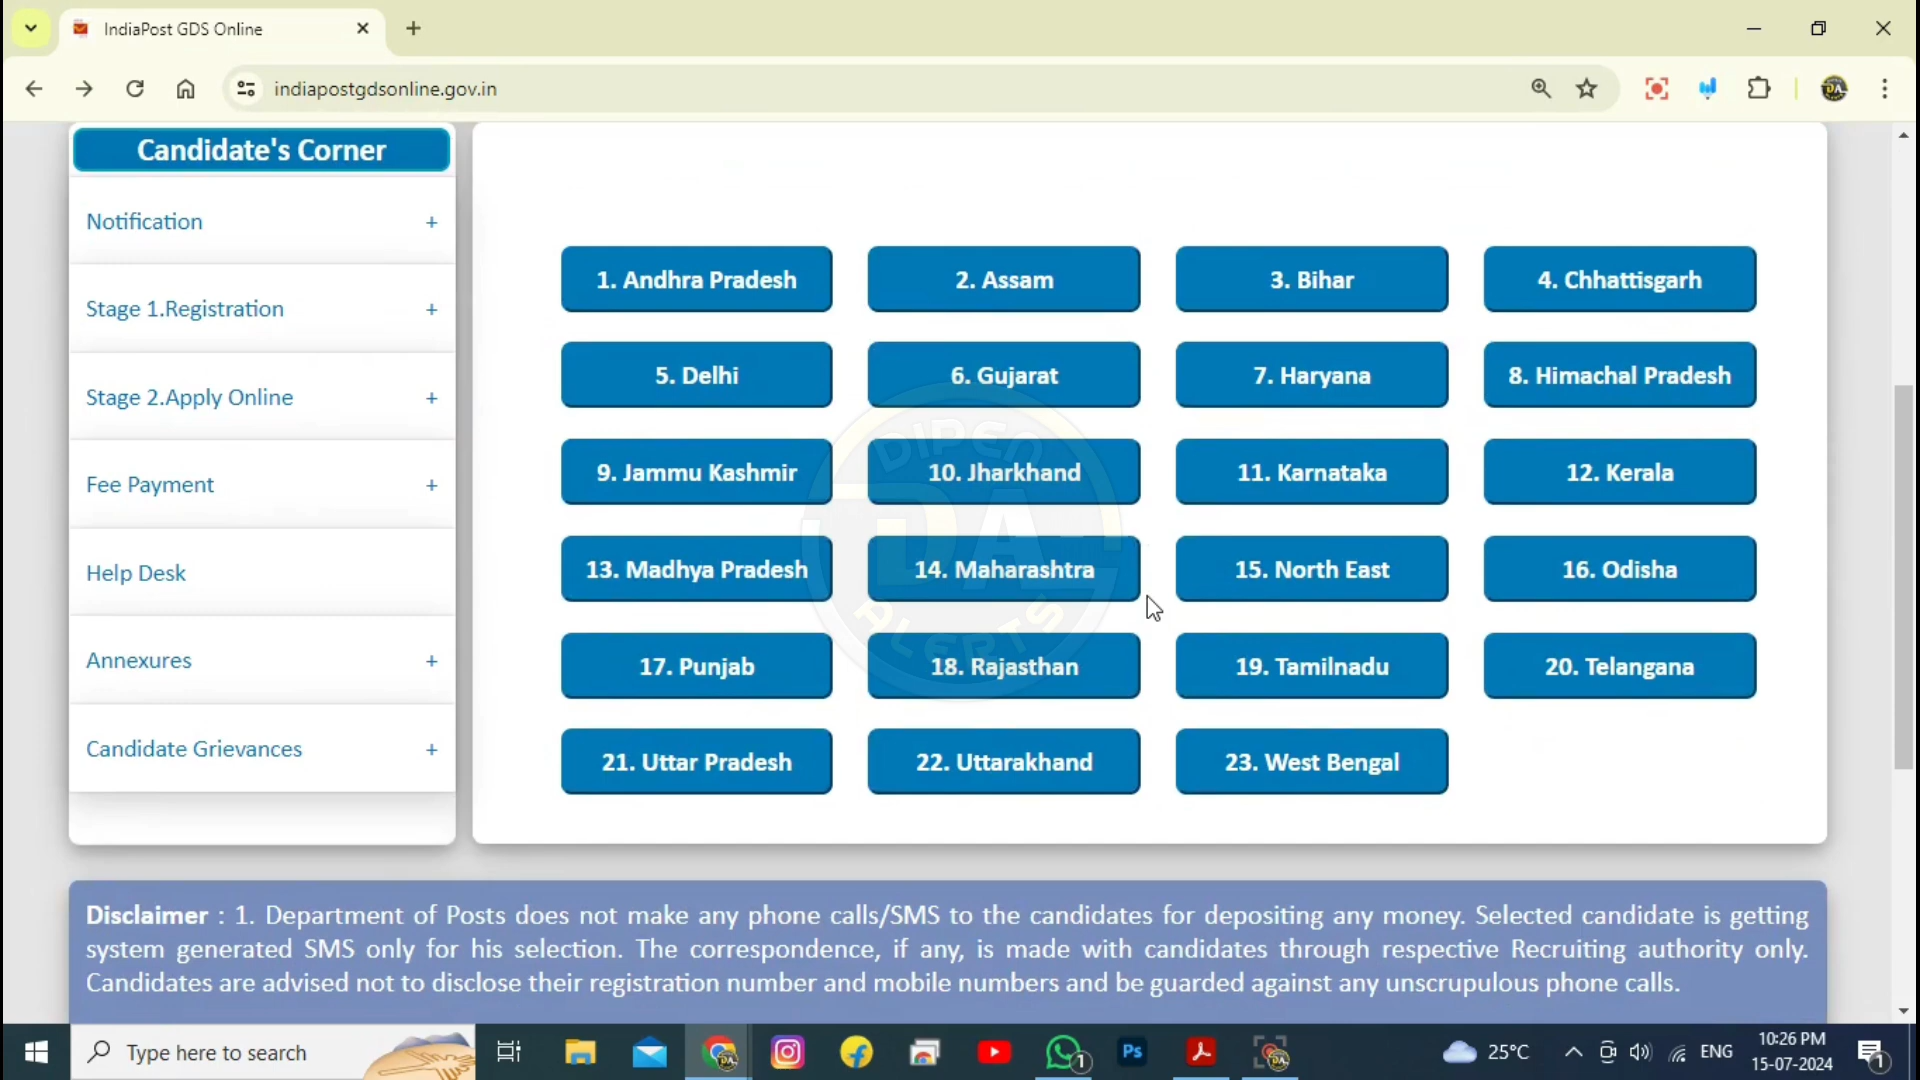 IndiaPost GDS Online
indiapostgdsonline.gov.in
Candidate's Corner
Notification +
Stage 1.Registration +
Stage 2.Apply Online +
Fee Payment +
Help Desk
Annexures +
Candidate Grievances +
1. Andhra Pradesh 2. Assam 3. Bihar 4. Chhattisgarh
5. Delhi 6. Gujarat 7. Haryana 8. Himachal Pradesh
9. Jammu Kashmir 10. Jharkhand 11. Karnataka 12. Kerala
13. Madhya Pradesh 14. Maharashtra 15. North East 16. Odisha
17. Punjab 18. Rajasthan 19. Tamilnadu 20. Telangana
21. Uttar Pradesh 22. Uttarakhand 23. West Bengal
DIPEN
DA
ALERTS
Disclaimer : 1. Department of Posts does not make any phone calls/SMS to the candidates for depositing any money. Selected candidate is getting
system generated SMS only for his selection. The correspondence, if any, is made with candidates through respective Recruiting authority only.
Candidates are advised not to disclose their registration number and mobile numbers and be guarded against any unscrupulous phone calls.
Type here to search
1
Ps
25°C
ENG
10:26 PM
15-07-2024
1